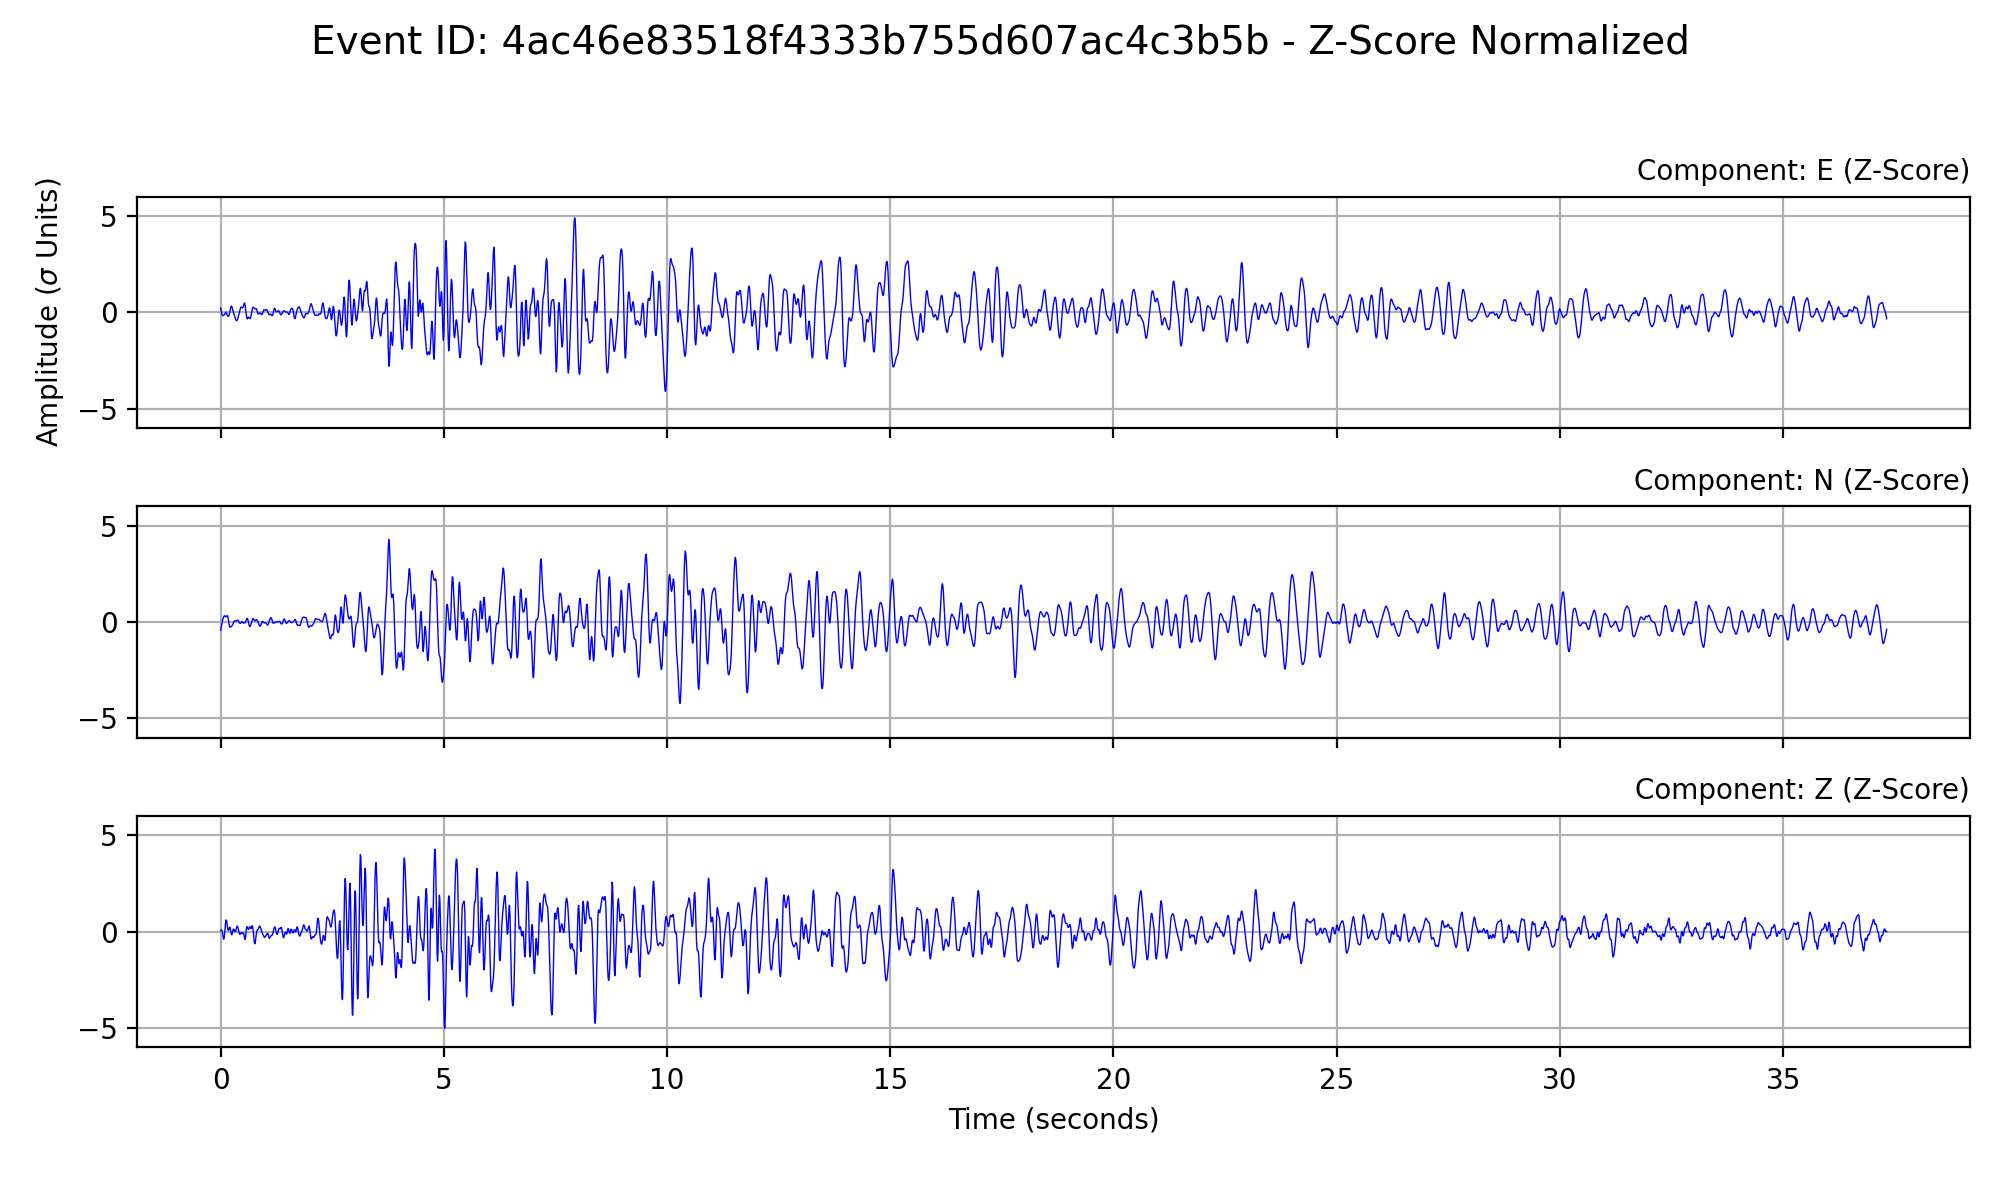 Event ID: 4ac46e83518f4333b755d607ac4c3b5b - Z-Score Normalized
Component: E (Z-Score)
Amplitude (σ Units)
5
0
−5
Component: N (Z-Score)
5
0
−5
Component: Z (Z-Score)
5
0
−5
0 5 10 15 20 25 30 35
Time (seconds)